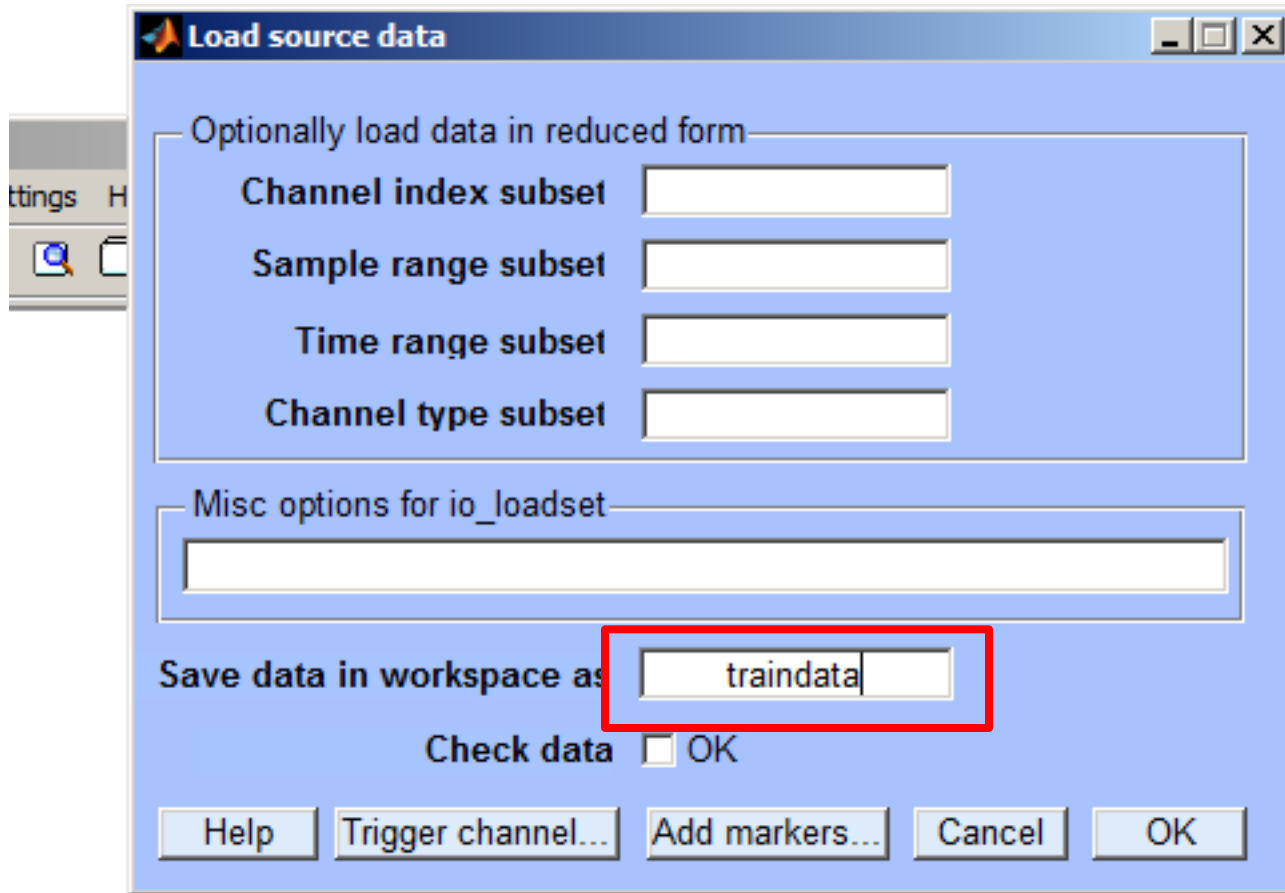 Load source data
Optionally load data in reduced form
ttings H
Channel index subset
Sample range subset
Time range subset
Channel type subset
Misc options for io_loadset
Save data in workspace as traindata
Check data OK
Help Trigger channel... Add markers... Cancel OK